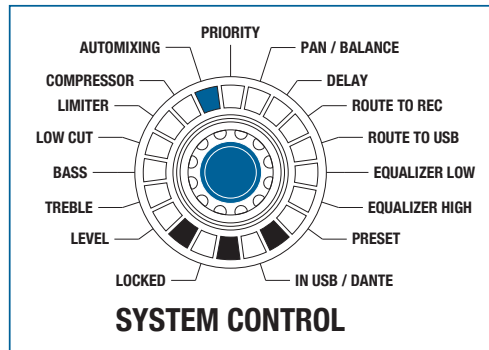 PRIORITY
AUTOMIXING
PAN / BALANCE
COMPRESSOR
DELAY
LIMITER
ROUTE TO REC
LOW CUT
ROUTE TO USB
BASS
EQUALIZER LOW
TREBLE
EQUALIZER HIGH
LEVEL
PRESET
LOCKED
IN USB / DANTE
SYSTEM CONTROL